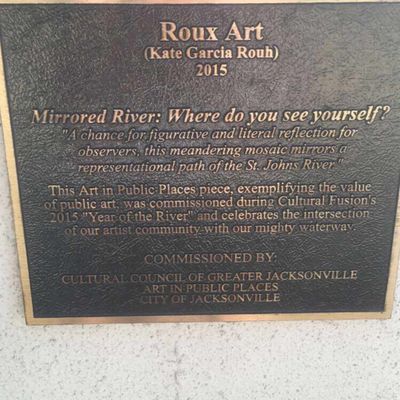 Roux Art
(Kate Garcia Rouh)
2015
Mirrored River: Where do you see yourself?
"A chance for figurative and literal reflection for
observers, this meandering mosaic mirrors a
representational path of the St. Johns River."
This Art in Public Places piece, exemplifying the value
of public art, was commissioned during Cultural Fusion's
2015 "Year of the River" and celebrates the intersection
of our artist community with our mighty waterway.
COMMISSIONED BY:
CULTURAL COUNCIL OF GREATER JACKSONVILLE
ART IN PUBLIC PLACES
CITY OF JACKSONVILLE